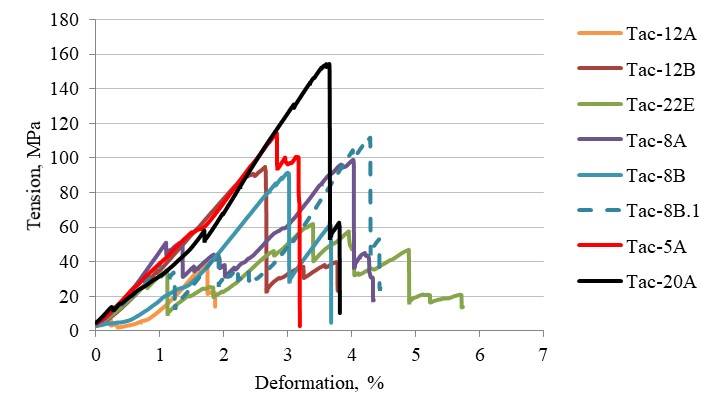 180
160
140
120
100
80
60
40
20
0
Tension, MPa
0 1 2 3 4 5 6 7
Deformation, %
Tac-12A
Tac-12B
Tac-22E
Tac-8A
Tac-8B
Tac-8B.1
Tac-5A
Tac-20A